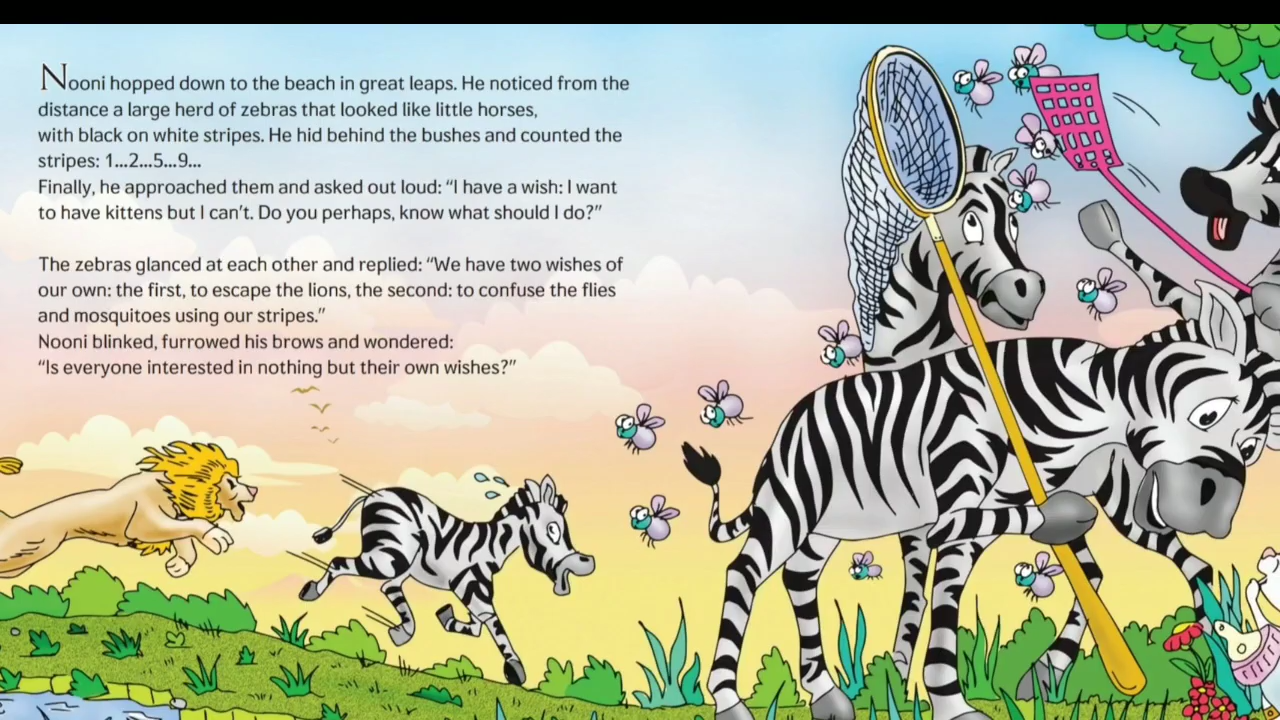 Nooni hopped down to the beach in great leaps. He noticed from the
distance a large herd of zebras that looked like little horses,
with black on white stripes. He hid behind the bushes and counted the
stripes: 1...2...5...9...
Finally, he approached them and asked out loud: “I have a wish: I want
to have kittens but I can’t. Do you perhaps, know what should I do?”
The zebras glanced at each other and replied: “We have two wishes of
our own: the first, to escape the lions, the second: to confuse the flies
and mosquitoes using our stripes.”
Nooni blinked, furrowed his brows and wondered:
“Is everyone interested in nothing but their own wishes?”